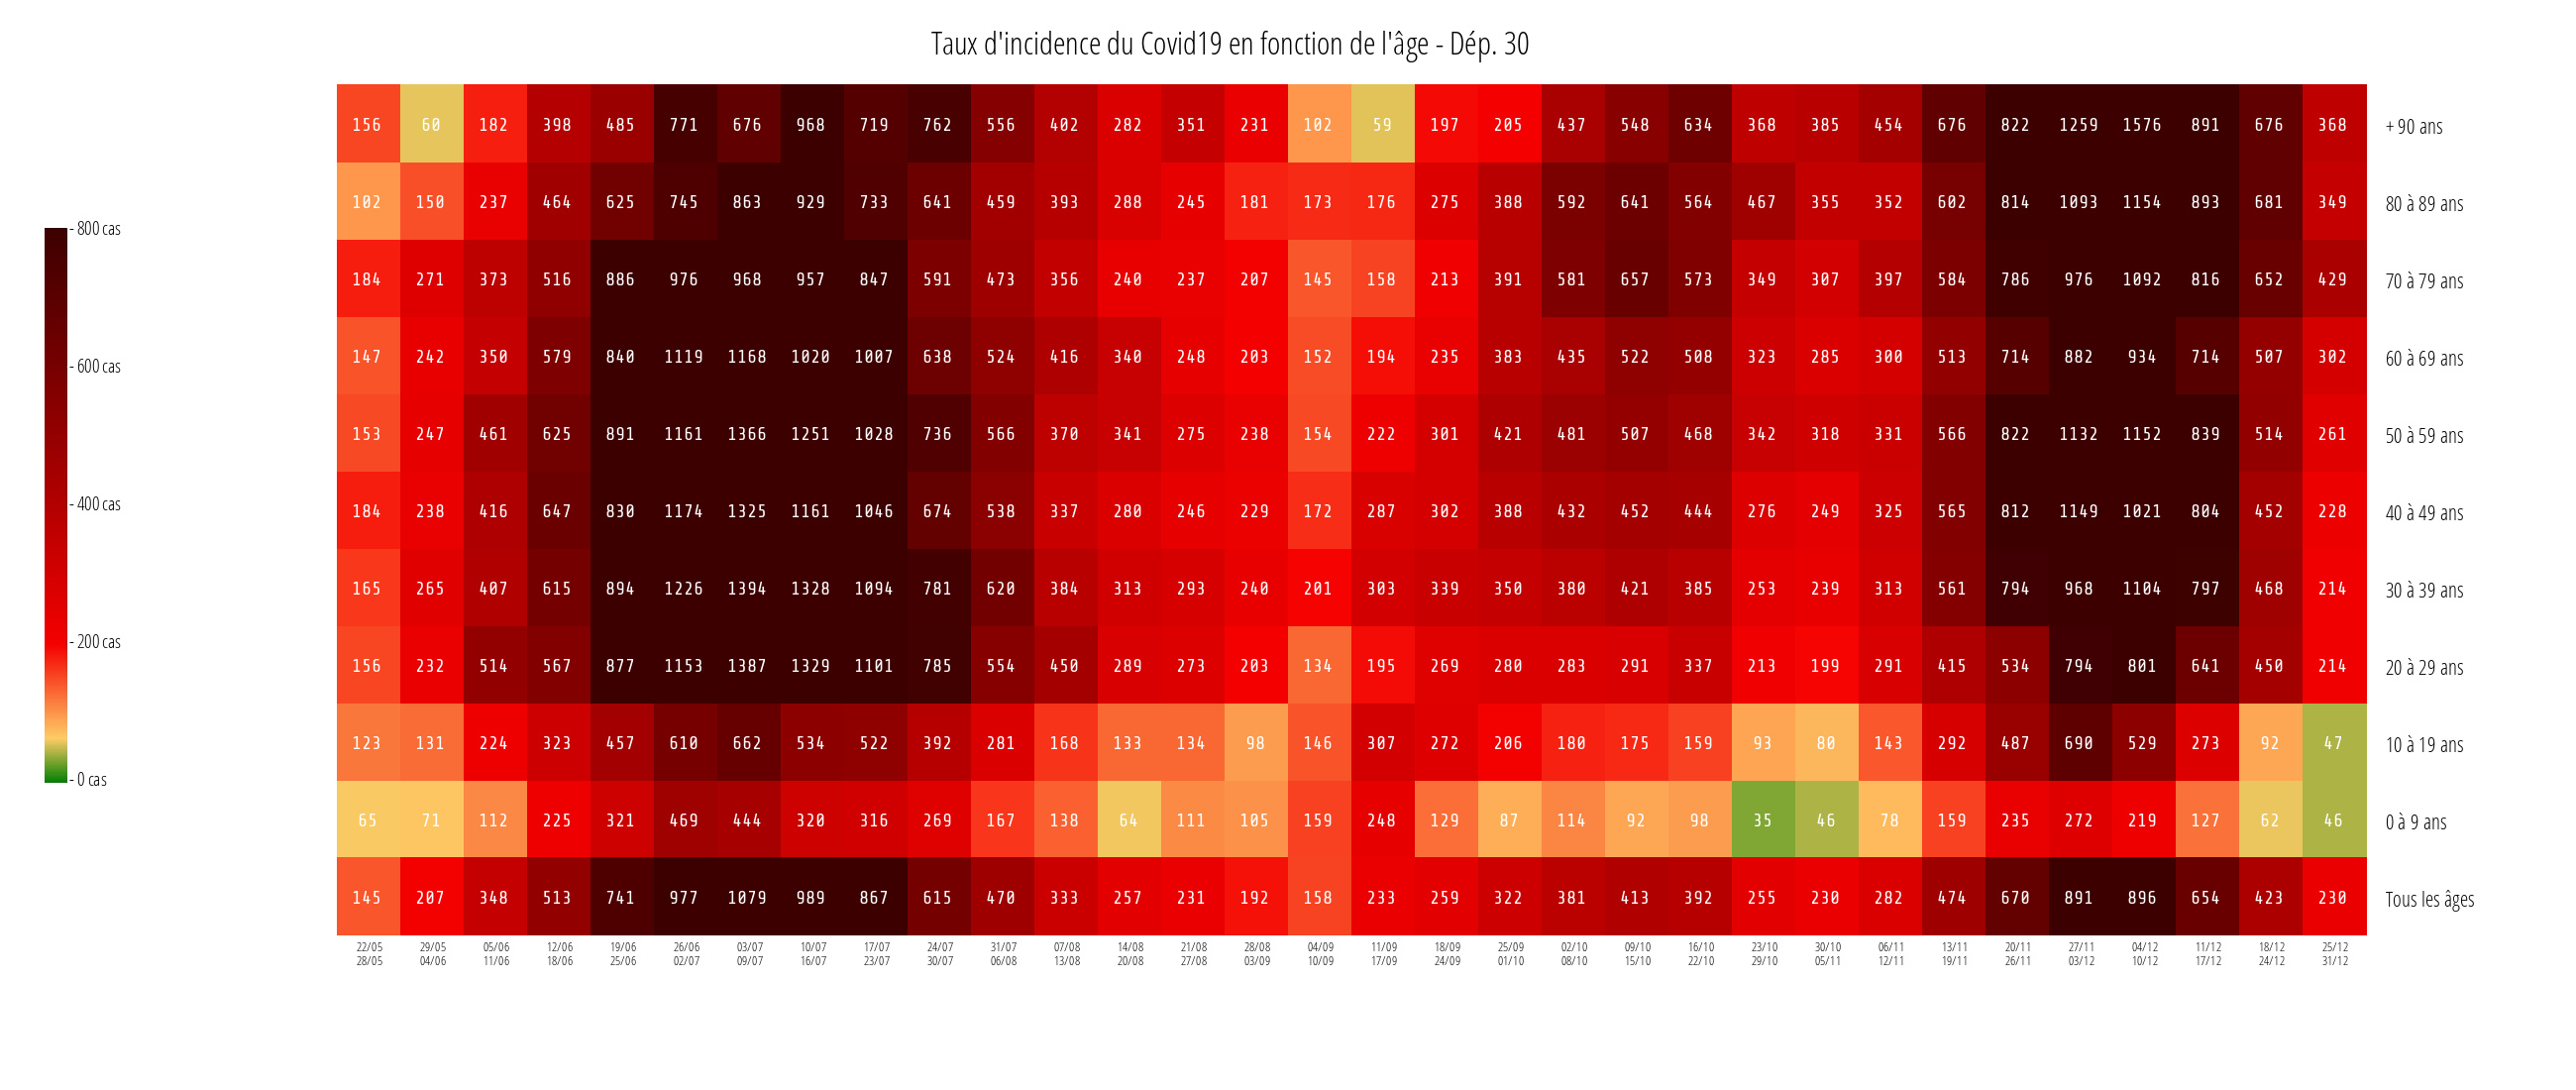 Taux d'incidence du Covid19 en fonction de l'âge - Dép. 30
- 800 cas
- 600 cas
- 400 cas
- 200 cas
- 0 cas
156 60 182 398 485 771 676 968 719 762 556 402 282 351 231 102 59 197 205 437 548 634 368 385 454 676 822 1259 1576 891 676 368 + 90 ans
102 150 237 464 625 745 863 929 733 641 459 393 288 245 181 173 176 275 388 592 641 564 467 355 352 602 814 1093 1154 893 681 349 80 à 89 ans
184 271 373 516 886 976 968 957 847 591 473 356 240 237 207 145 158 213 391 581 657 573 349 307 397 584 786 976 1092 816 652 429 70 à 79 ans
147 242 350 579 840 1119 1168 1020 1007 638 524 416 340 248 203 152 194 235 383 435 522 508 323 285 300 513 714 882 934 714 507 302 60 à 69 ans
153 247 461 625 891 1161 1366 1251 1028 736 566 370 341 275 238 154 222 301 421 481 507 468 342 318 331 566 822 1132 1152 839 514 261 50 à 59 ans
184 238 416 647 830 1174 1325 1161 1046 674 538 337 280 246 229 172 287 302 388 432 452 444 276 249 325 565 812 1149 1021 804 452 228 40 à 49 ans
165 265 407 615 894 1226 1394 1328 1094 781 620 384 313 293 240 201 303 339 350 380 421 385 253 239 313 561 794 968 1104 797 468 214 30 à 39 ans
156 232 514 567 877 1153 1387 1329 1101 785 554 450 289 273 203 134 195 269 280 283 291 337 213 199 291 415 534 794 801 641 450 214 20 à 29 ans
123 131 224 323 457 610 662 534 522 392 281 168 133 134 98 146 307 272 206 180 175 159 93 80 143 292 487 690 529 273 92 47 10 à 19 ans
65 71 112 225 321 469 444 320 316 269 167 138 64 111 105 159 248 129 87 114 92 98 35 46 78 159 235 272 219 127 62 46 0 à 9 ans
145 207 348 513 741 977 1079 989 867 615 470 333 257 231 192 158 233 259 322 381 413 392 255 230 282 474 670 891 896 654 423 230 Tous les âges
22/05 29/05 05/06 12/06 19/06 26/06 03/07 10/07 17/07 24/07 31/07 07/08 14/08 21/08 28/08 04/09 11/09 18/09 25/09 02/10 09/10 16/10 23/10 30/10 06/11 13/11 20/11 27/11 04/12 11/12 18/12 25/12
28/05 04/06 11/06 18/06 25/06 02/07 09/07 16/07 23/07 30/07 06/08 13/08 20/08 27/08 03/09 10/09 17/09 24/09 01/10 08/10 15/10 22/10 29/10 05/11 12/11 19/11 26/11 03/12 10/12 17/12 24/12 31/12